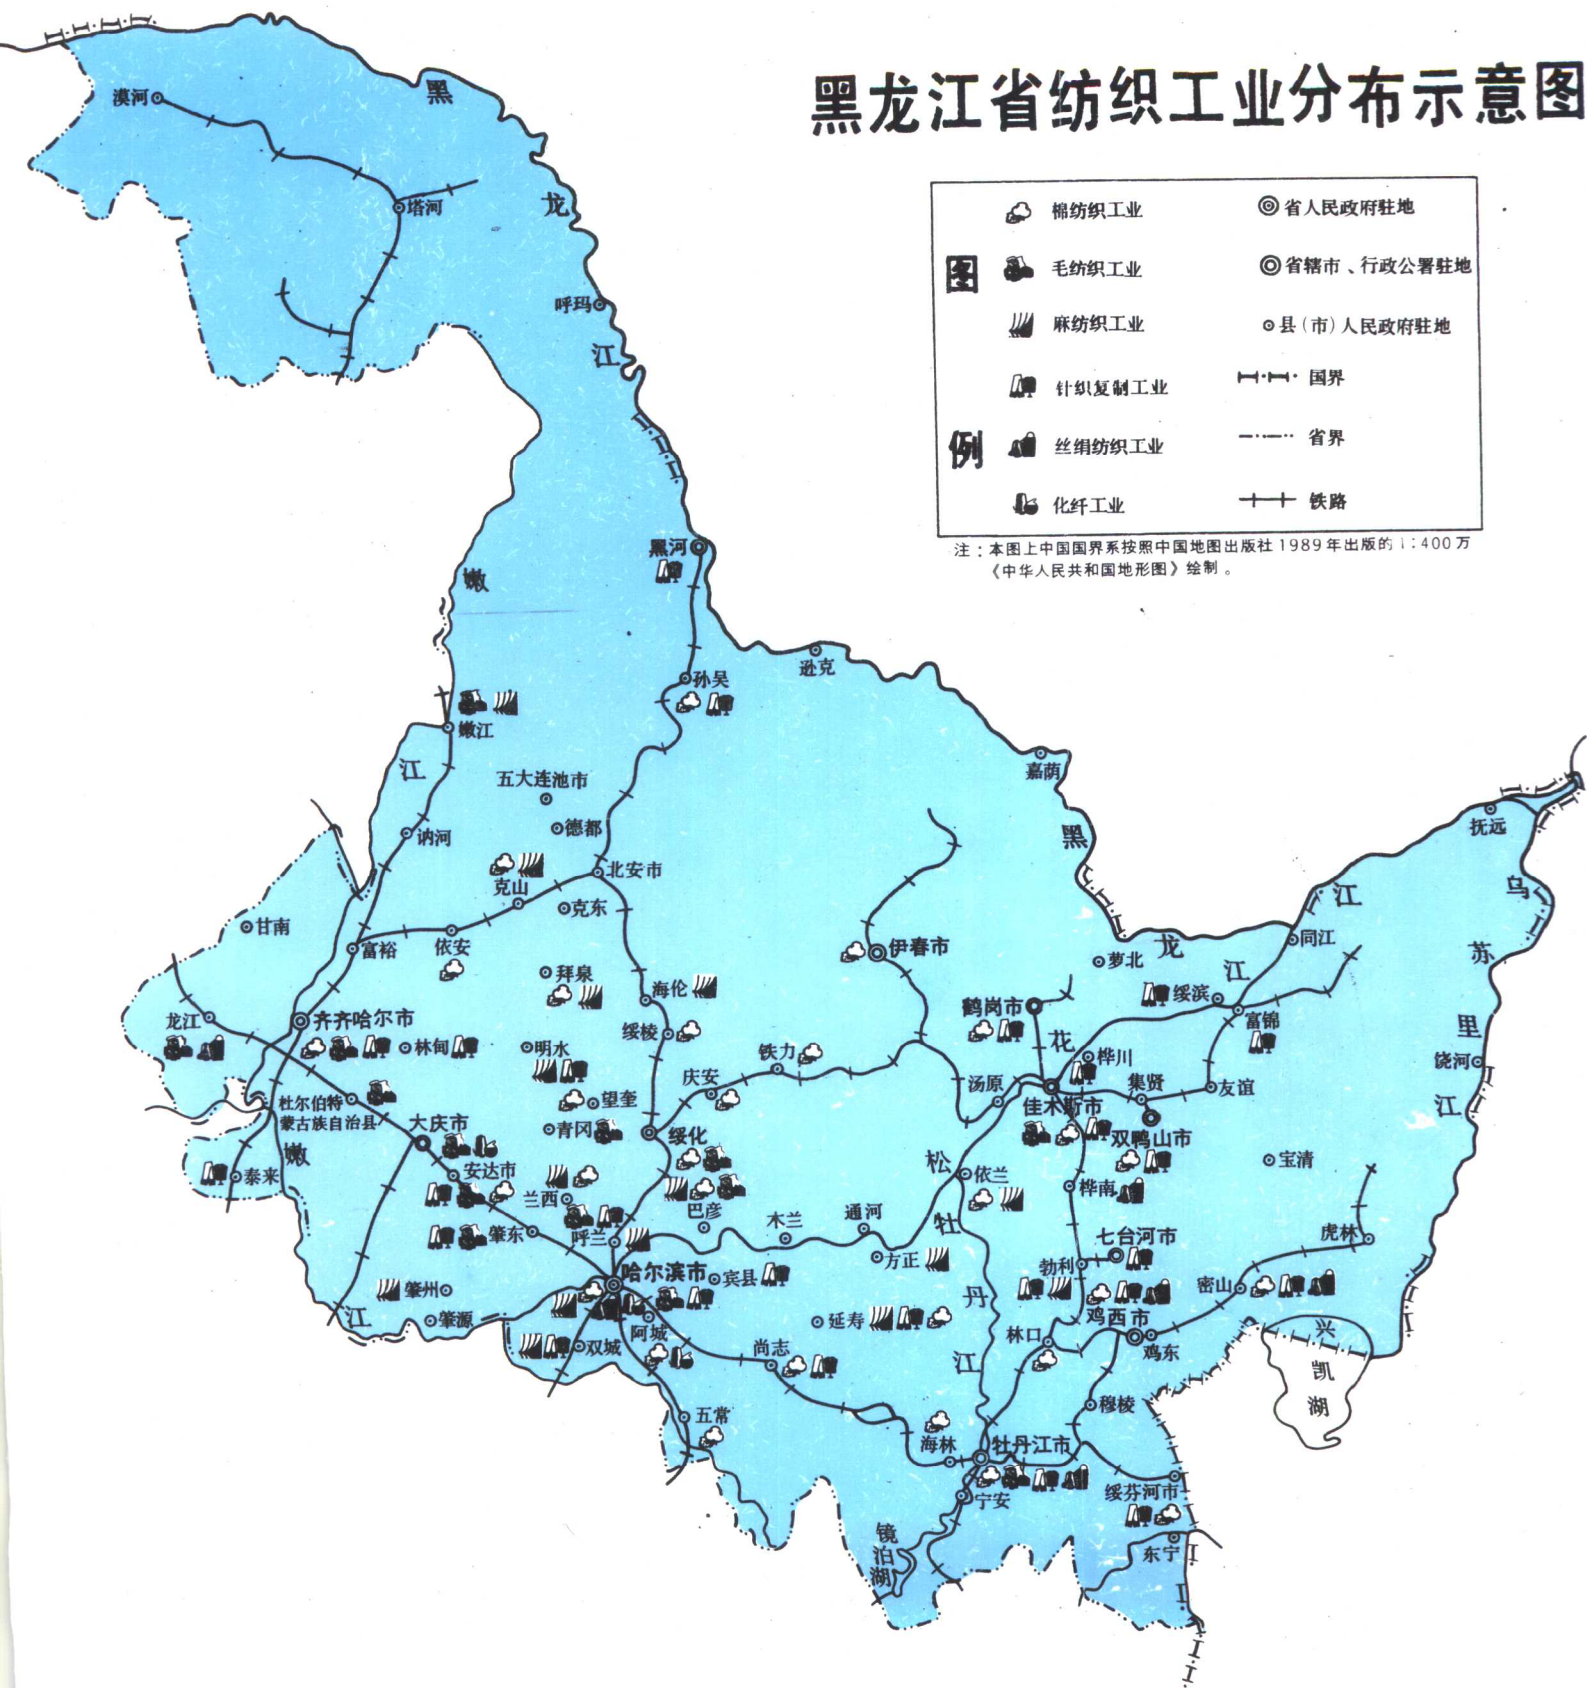 黑龙江省纺织工业分布示意图
图例
棉纺织工业
毛纺织工业
麻纺织工业
针织复制工业
丝绢纺织工业
化纤工业
省人民政府驻地
省辖市、行政公署驻地
县(市)人民政府驻地
国界
省界
铁路
注:本图上中国国界系按照中国地图出版社1989年出版的1:400万
《中华人民共和国地形图》绘制。
漠河
黑
塔河
龙
呼玛
江
黑河
嫩
孙吴
逊克
嫩江
江
五大连池市
嘉荫
德都
讷河
黑
抚远
北安市
克山
克东
乌
江
甘南
富裕
依安
伊春市
龙
同江
苏
拜泉
萝北
江
海伦
绥滨
鹤岗市
龙江
齐齐哈尔市
富锦
里
绥棱
林甸
明水
铁力
花
桦川
饶河
庆安
汤原
集贤
友谊
杜尔伯特
蒙古族自治县
望奎
佳木斯市
江
大庆市
青冈
绥化
双鸭山市
嫩
松
宝清
泰来
安达市
依兰
桦南
兰西
巴彦
木兰
通河
牡
肇东
呼兰
七台河市
虎林
方正
勃利
哈尔滨市
宾县
密山
肇州
丹
江
肇源
延寿
鸡西市
阿城
林口
兴
双城
尚志
鸡东
江
凯
湖
穆棱
五常
海林
牡丹江市
宁安
绥芬河市
镜
泊
湖
东宁